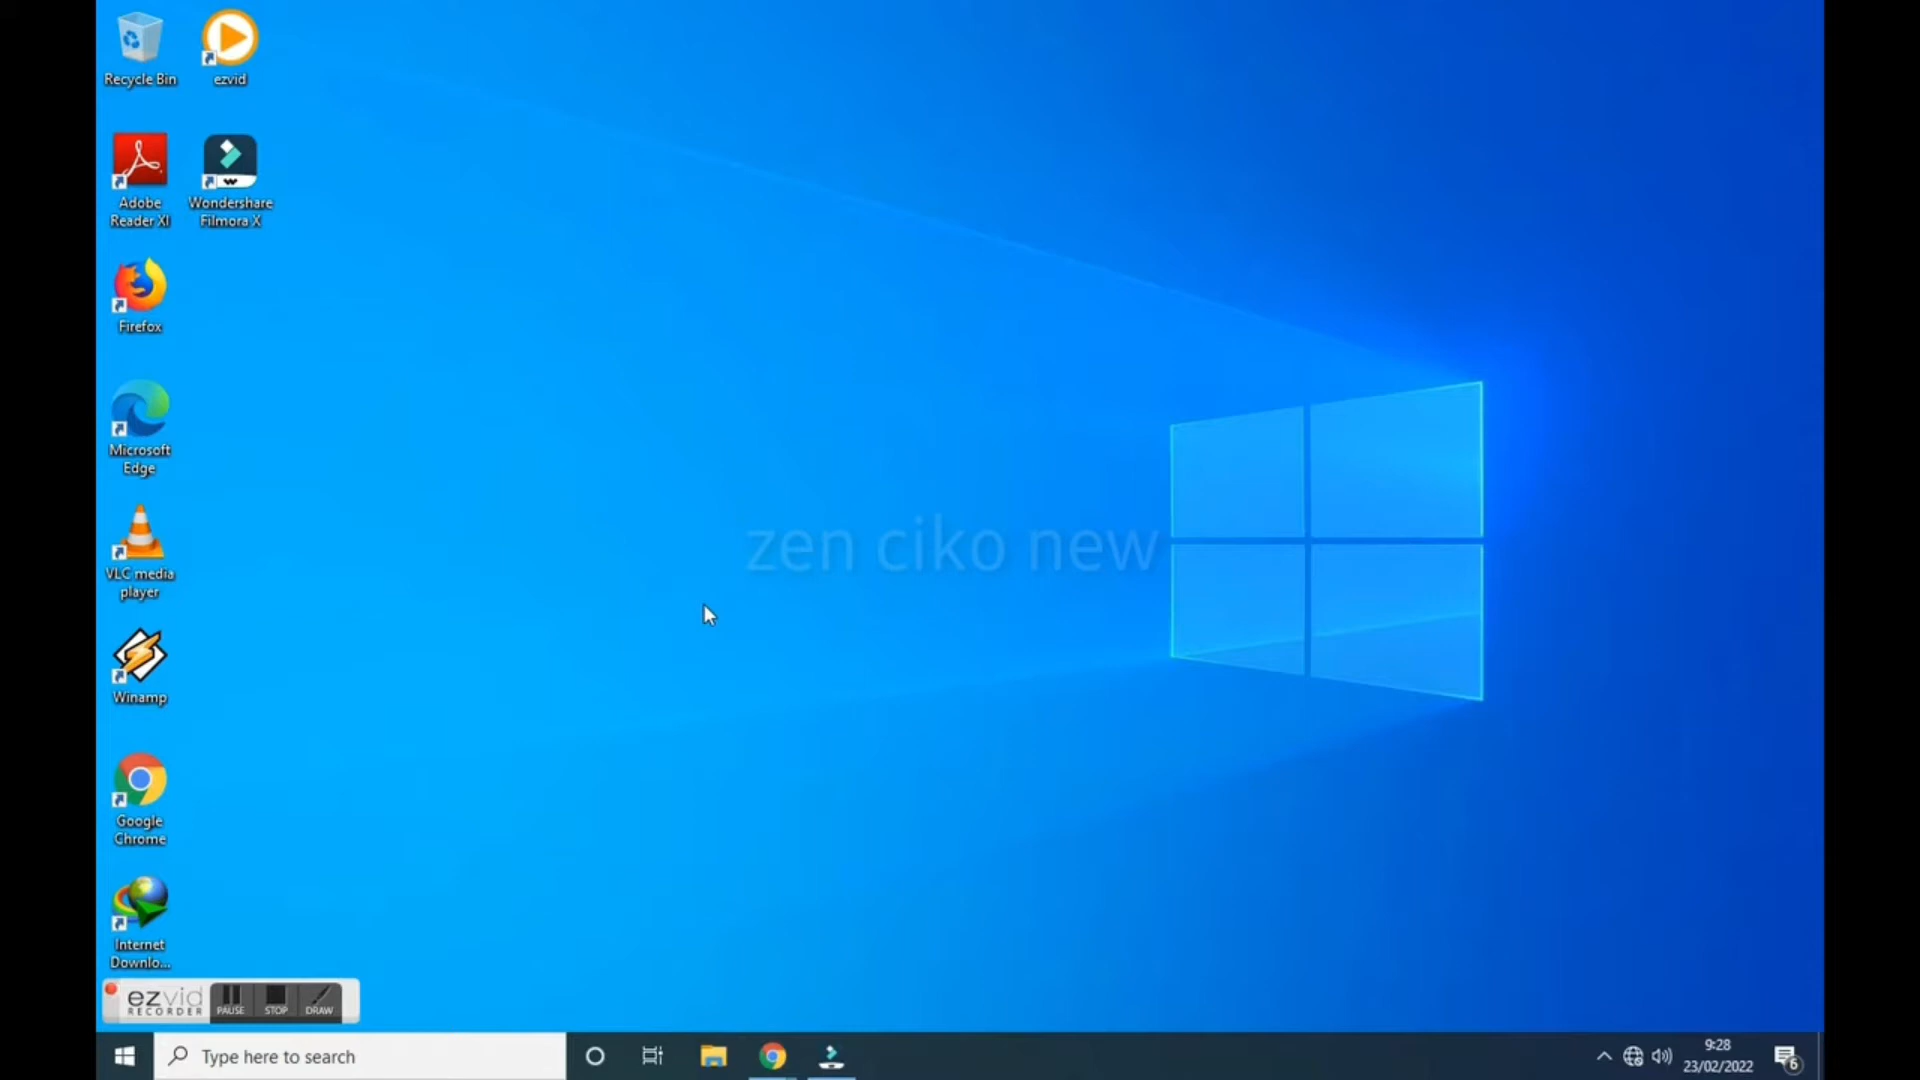 Recycle Bin
ezvid
Adobe
Reader XI
Wondershare
Filmora X
Firefox
Microsoft
Edge
VLC media
player
Winamp
Google
Chrome
Internet
Downlo...
zen ciko new
ezvid
RECORDER
PAUSE
STOP
DRAW
Type here to search
9:28
23/02/2022
6